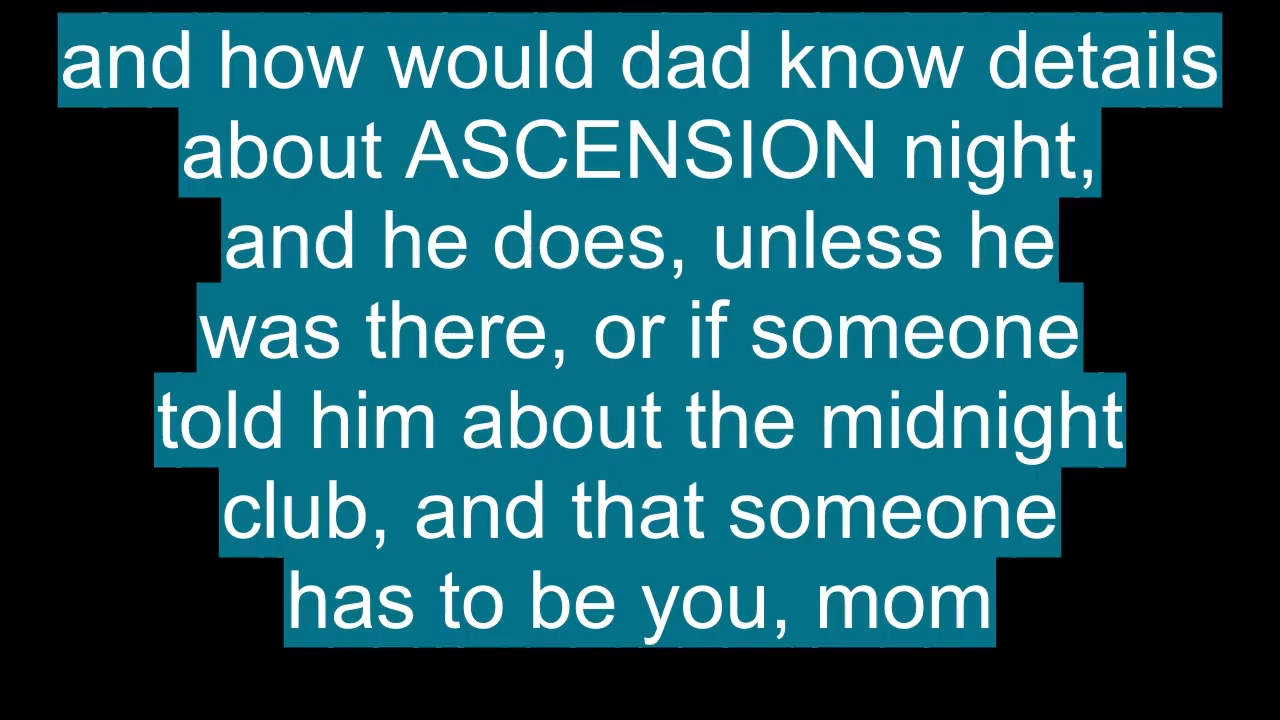 and how would dad know details
about ASCENSION night,
and he does, unless he
was there, or if someone
told him about the midnight
club, and that someone
has to be you, mom